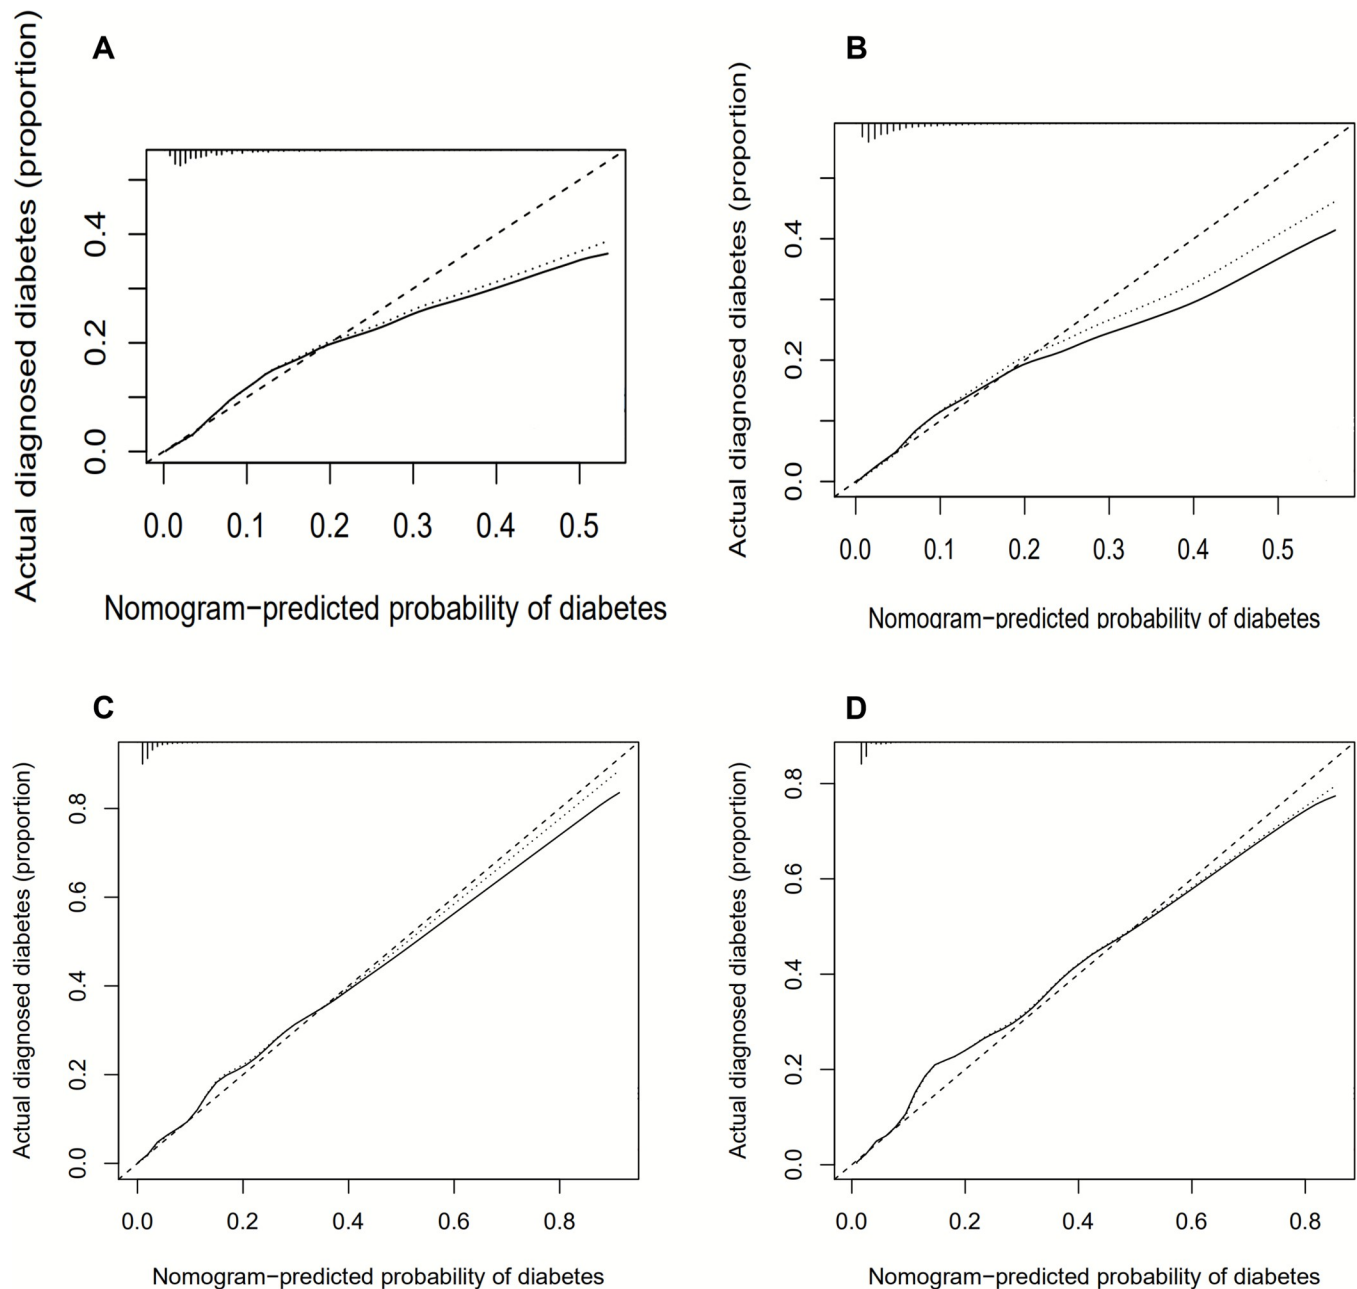 A
Actual diagnosed diabetes (proportion)
0.4
0.2
0.0
0.0 0.1 0.2 0.3 0.4 0.5
Nomogram−predicted probability of diabetes
B
Actual diagnosed diabetes (proportion)
0.4
0.2
0.0
0.0 0.1 0.2 0.3 0.4 0.5
Nomogram−predicted probability of diabetes
C
Actual diagnosed diabetes (proportion)
0.8
0.6
0.4
0.2
0.0
0.0 0.2 0.4 0.6 0.8
Nomogram−predicted probability of diabetes
D
Actual diagnosed diabetes (proportion)
0.8
0.6
0.4
0.2
0.0
0.0 0.2 0.4 0.6 0.8
Nomogram−predicted probability of diabetes